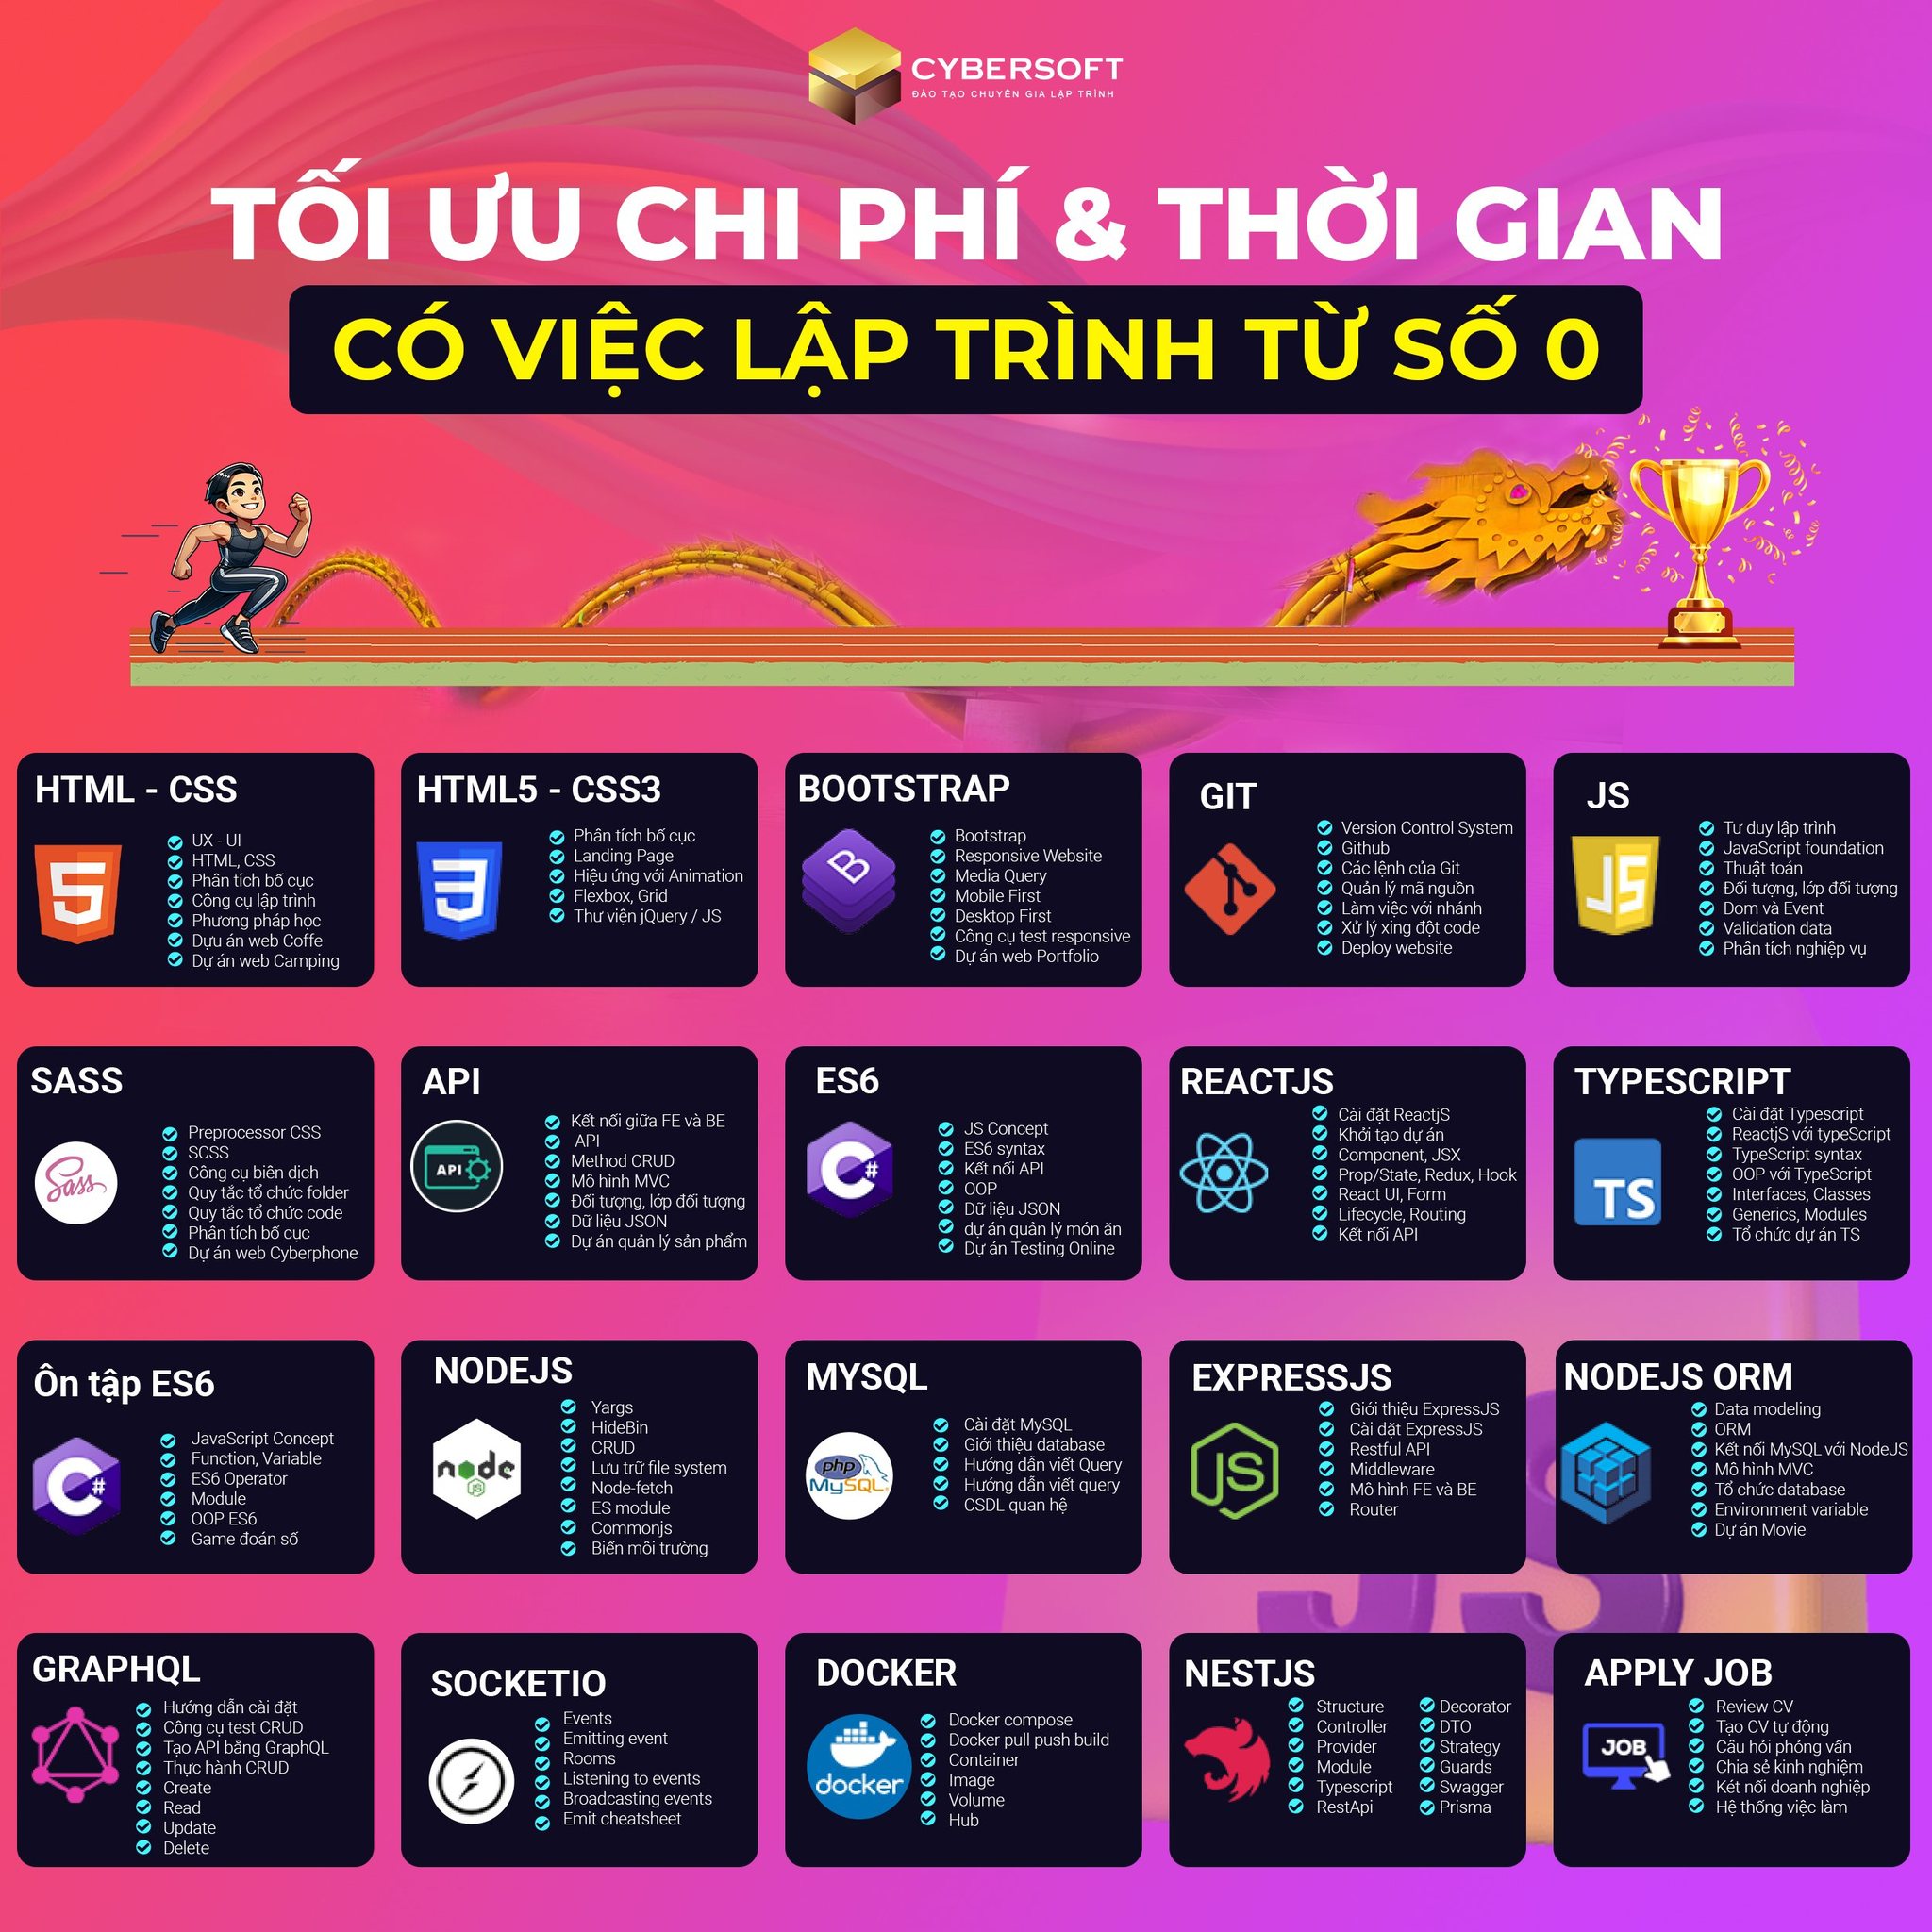 CYBERSOFT
ĐÀO TẠO CHUYÊN GIA LẬP TRÌNH
TỐI ƯU CHI PHÍ & THỜI GIAN
CÓ VIỆC LẬP TRÌNH TỪ SỐ 0
HTML - CSS
5
UX - UI
HTML, CSS
Phân tích bố cục
Công cụ lập trình
Phương pháp học
Dựu án web Coffe
Dự án web Camping
HTML5 - CSS3
3
Phân tích bố cục
Landing Page
Hiệu ứng với Animation
Flexbox, Grid
Thư viện jQuery / JS
BOOTSTRAP
B
Bootstrap
Responsive Website
Media Query
Mobile First
Desktop First
Công cụ test responsive
Dự án web Portfolio
GIT
Version Control System
Github
Các lệnh của Git
Quản lý mã nguồn
Làm việc với nhánh
Xử lý xing đột code
Deploy website
JS
JS
Tư duy lập trình
JavaScript foundation
Thuật toán
Đối tượng, lớp đối tượng
Dom và Event
Validation data
Phân tích nghiệp vụ
SASS
Sass
Preprocessor CSS
SCSS
Công cụ biên dịch
Quy tắc tổ chức folder
Quy tắc tổ chức code
Phân tích bố cục
Dự án web Cyberphone
API
API
Kết nối giữa FE và BE
API
Method CRUD
Mô hình MVC
Đối tượng, lớp đối tượng
Dữ liệu JSON
Dự án quản lý sản phẩm
ES6
C#
JS Concept
ES6 syntax
Kết nối API
OOP
Dữ liệu JSON
dự án quản lý món ăn
Dự án Testing Online
REACTJS
Cài đặt ReactjS
Khởi tạo dự án
Component, JSX
Prop/State, Redux, Hook
React UI, Form
Lifecycle, Routing
Kết nối API
TYPESCRIPT
TS
Cài đặt Typescript
ReactjS với typeScript
TypeScript syntax
OOP với TypeScript
Interfaces, Classes
Generics, Modules
Tổ chức dự án TS
Ôn tập ES6
C#
JavaScript Concept
Function, Variable
ES6 Operator
Module
OOP ES6
Game đoán số
NODEJS
node
JS
Yargs
HideBin
CRUD
Lưu trữ file system
Node-fetch
ES module
Commonjs
Biến môi trường
MYSQL
php
MySQL
Cài đặt MySQL
Giới thiệu database
Hướng dẫn viết Query
Hướng dẫn viết query
CSDL quan hệ
EXPRESSJS
JS
Giới thiệu ExpressJS
Cài đặt ExpressJS
Restful API
Middleware
Mô hình FE và BE
Router
NODEJS ORM
Data modeling
ORM
Kết nối MySQL với NodeJS
Mô hình MVC
Tổ chức database
Environment variable
Dự án Movie
JS
GRAPHQL
Hướng dẫn cài đặt
Công cụ test CRUD
Tạo API bằng GraphQL
Thực hành CRUD
Create
Read
Update
Delete
SOCKETIO
Events
Emitting event
Rooms
Listening to events
Broadcasting events
Emit cheatsheet
DOCKER
docker
Docker compose
Docker pull push build
Container
Image
Volume
Hub
NESTJS
Structure
Controller
Provider
Module
Typescript
RestApi
Decorator
DTO
Strategy
Guards
Swagger
Prisma
APPLY JOB
JOB
Review CV
Tạo CV tự động
Câu hỏi phỏng vấn
Chia sẻ kinh nghiệm
Két nối doanh nghiệp
Hệ thống việc làm